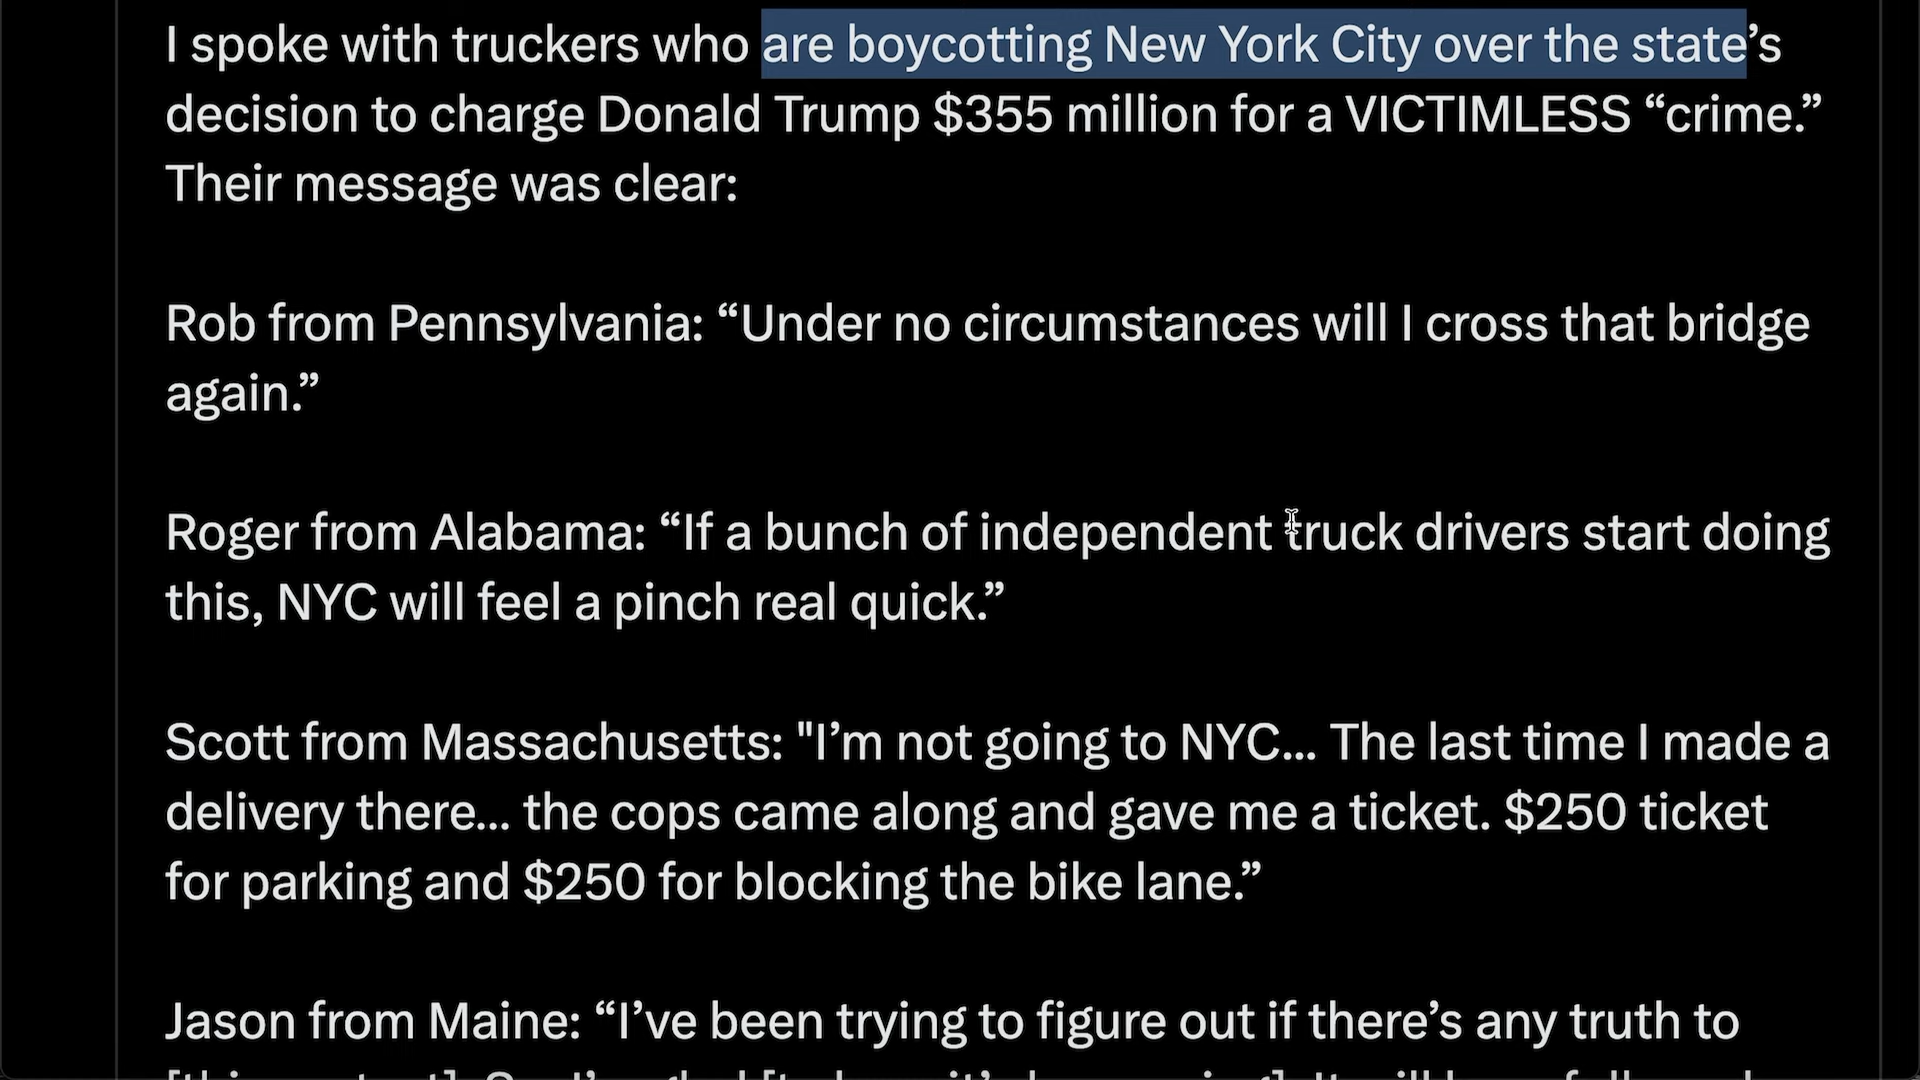 I spoke with truckers who are boycotting New York City over the state’s
decision to charge Donald Trump $355 million for a VICTIMLESS “crime.”
Their message was clear:
Rob from Pennsylvania: “Under no circumstances will I cross that bridge
again.”
Roger from Alabama: “If a bunch of independent truck drivers start doing
this, NYC will feel a pinch real quick.”
Scott from Massachusetts: "I’m not going to NYC... The last time I made a
delivery there... the cops came along and gave me a ticket. $250 ticket
for parking and $250 for blocking the bike lane.”
Jason from Maine: “I’ve been trying to figure out if there’s any truth to